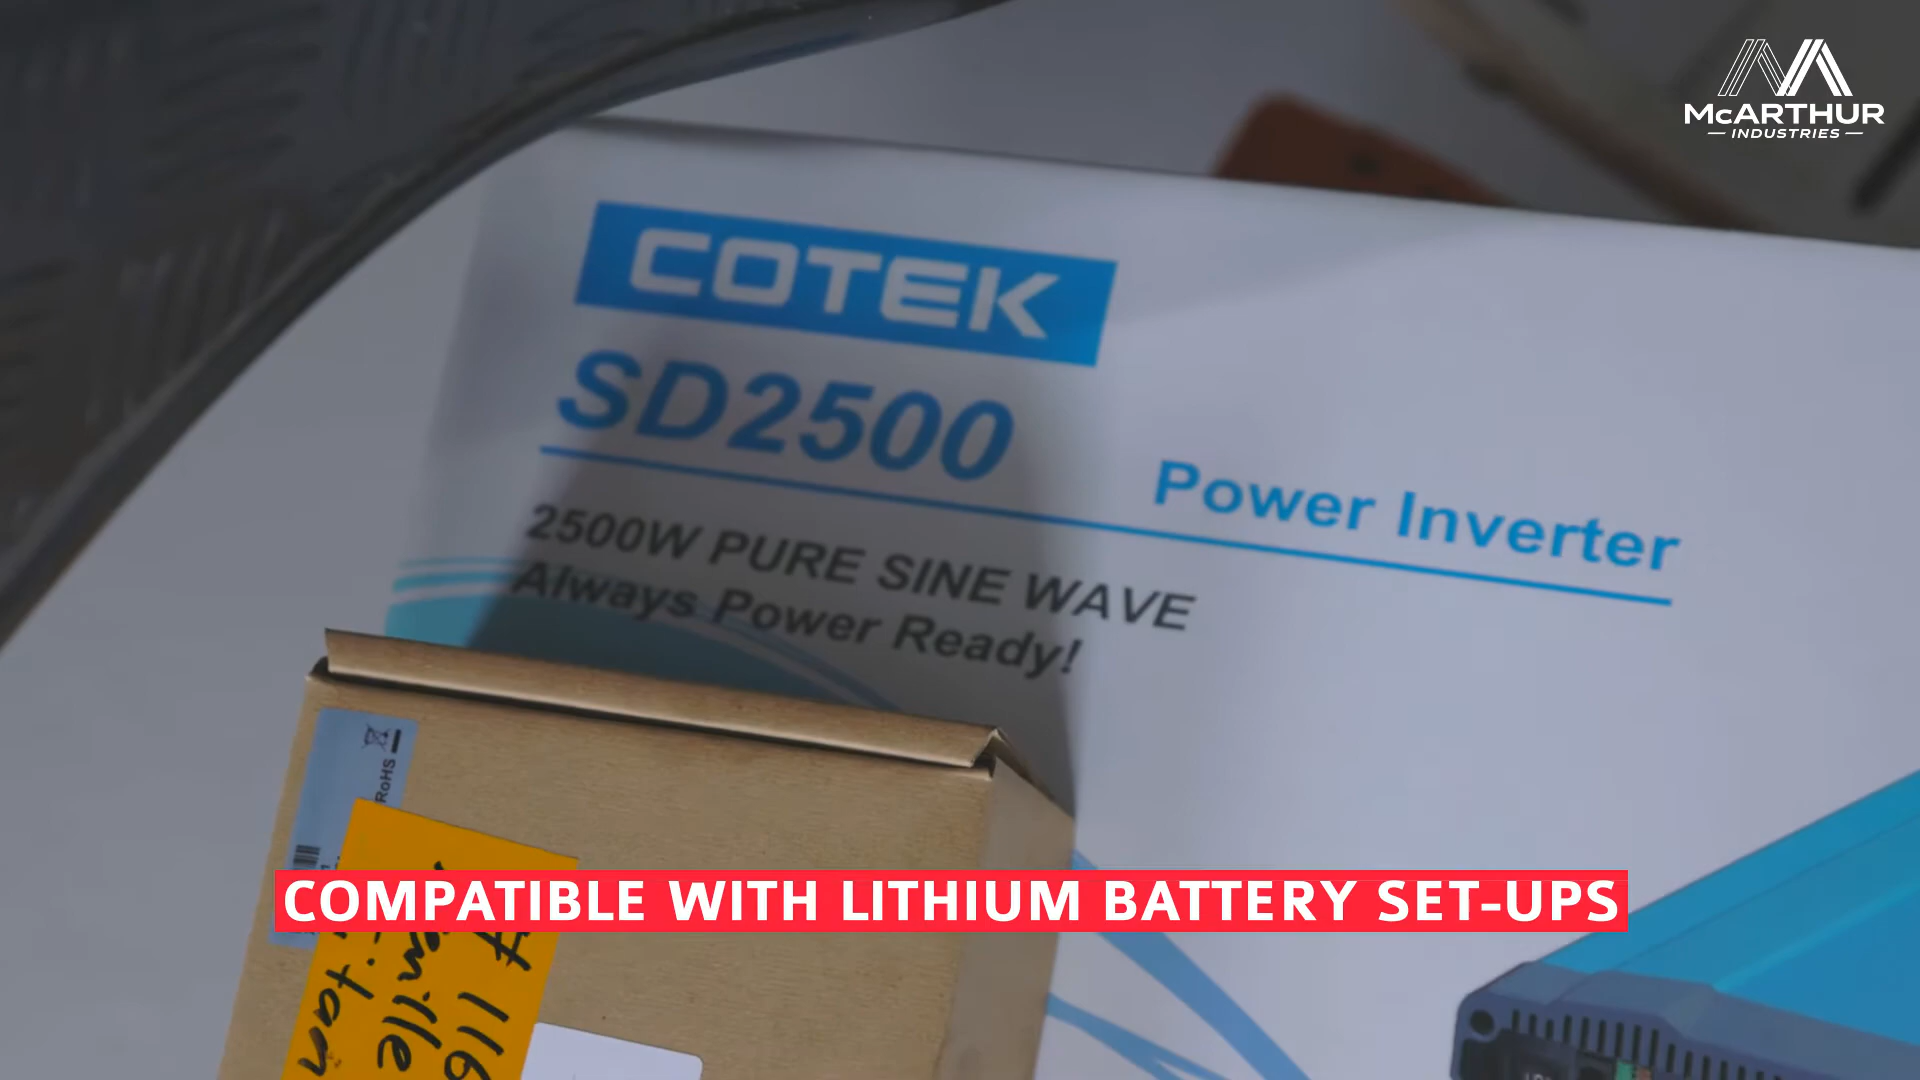 McARTHUR
INDUSTRIES
COTEK
SD2500
Power Inverter
2500W PURE SINE WAVE
Always Power Ready!
RoHS
COMPATIBLE WITH LITHIUM BATTERY SET-UPS
116